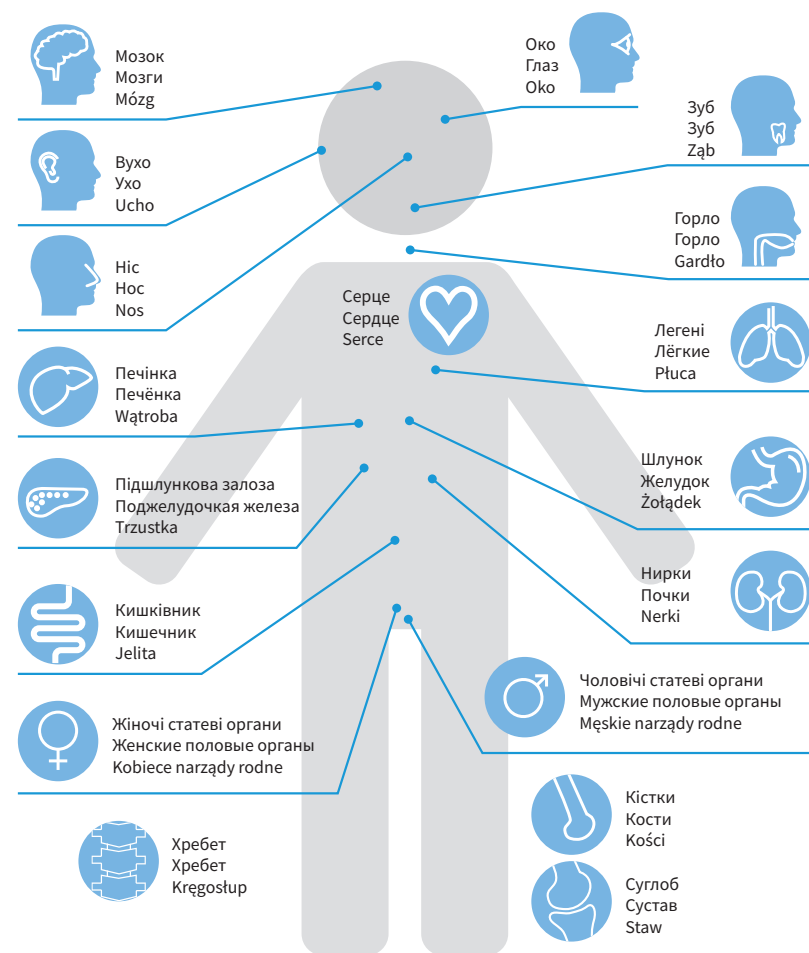 Мозок
Мозги
Mózg
Око
Глаз
Oko
Вухо
Ухо
Ucho
Зуб
Зуб
Ząb
Ніс
Нос
Nos
Горло
Горло
Gardło
Серце
Сердце
Serce
Легені
Лёгкие
Płuca
Печінка
Печёнка
Wątroba
Шлунок
Желудок
Żołądek
Підшлункова залоза
Поджелудочкая железа
Trzustka
Нирки
Почки
Nerki
Кишківник
Кишечник
Jelita
Чоловічі статеві органи
Мужские половые органы
Męskie narządy rodne
Жіночі статеві органи
Женские половые органы
Kobiece narządy rodne
Кістки
Кости
Kości
Хребет
Хребет
Kręgosłup
Суглоб
Сустав
Staw